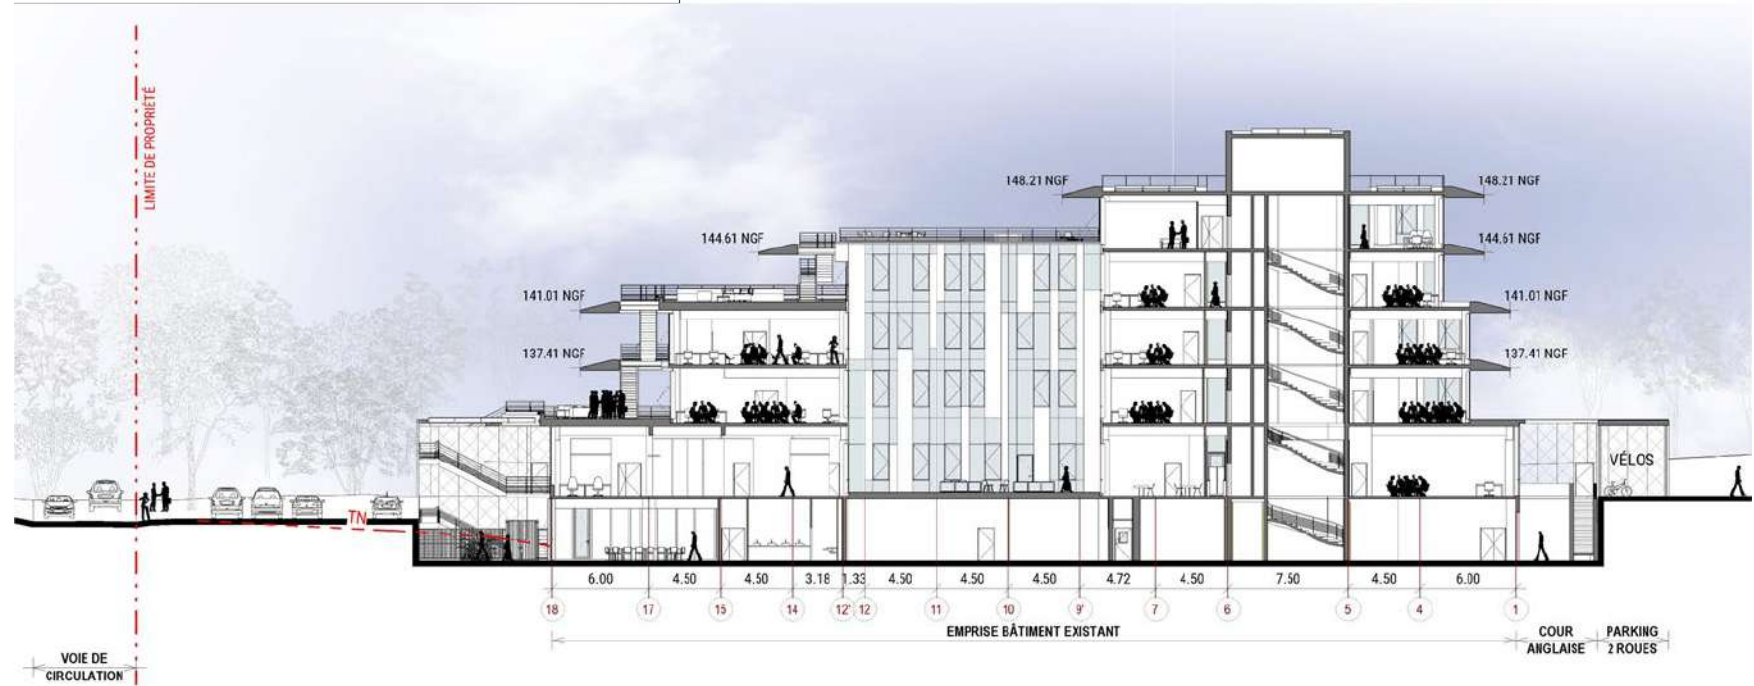 LIMITE DE PROPRIÉTÉ
148.21 NGF
148.21 NGF
144.61 NGF
144.61 NGF
141.01 NGF
141.01 NGF
137.41 NGF
137.41 NGF
VÉLOS
TN
6.00 4.50 4.50 3.18 1.33 4.50 4.50 4.50 4.72 4.50 7.50 4.50 6.00
18 17 15 14 12' 12 11 10 9' 7 6 5 4 1
EMPRISE BÂTIMENT EXISTANT
COUR
ANGLAISE
PARKING
2 ROUES
VOIE DE
CIRCULATION